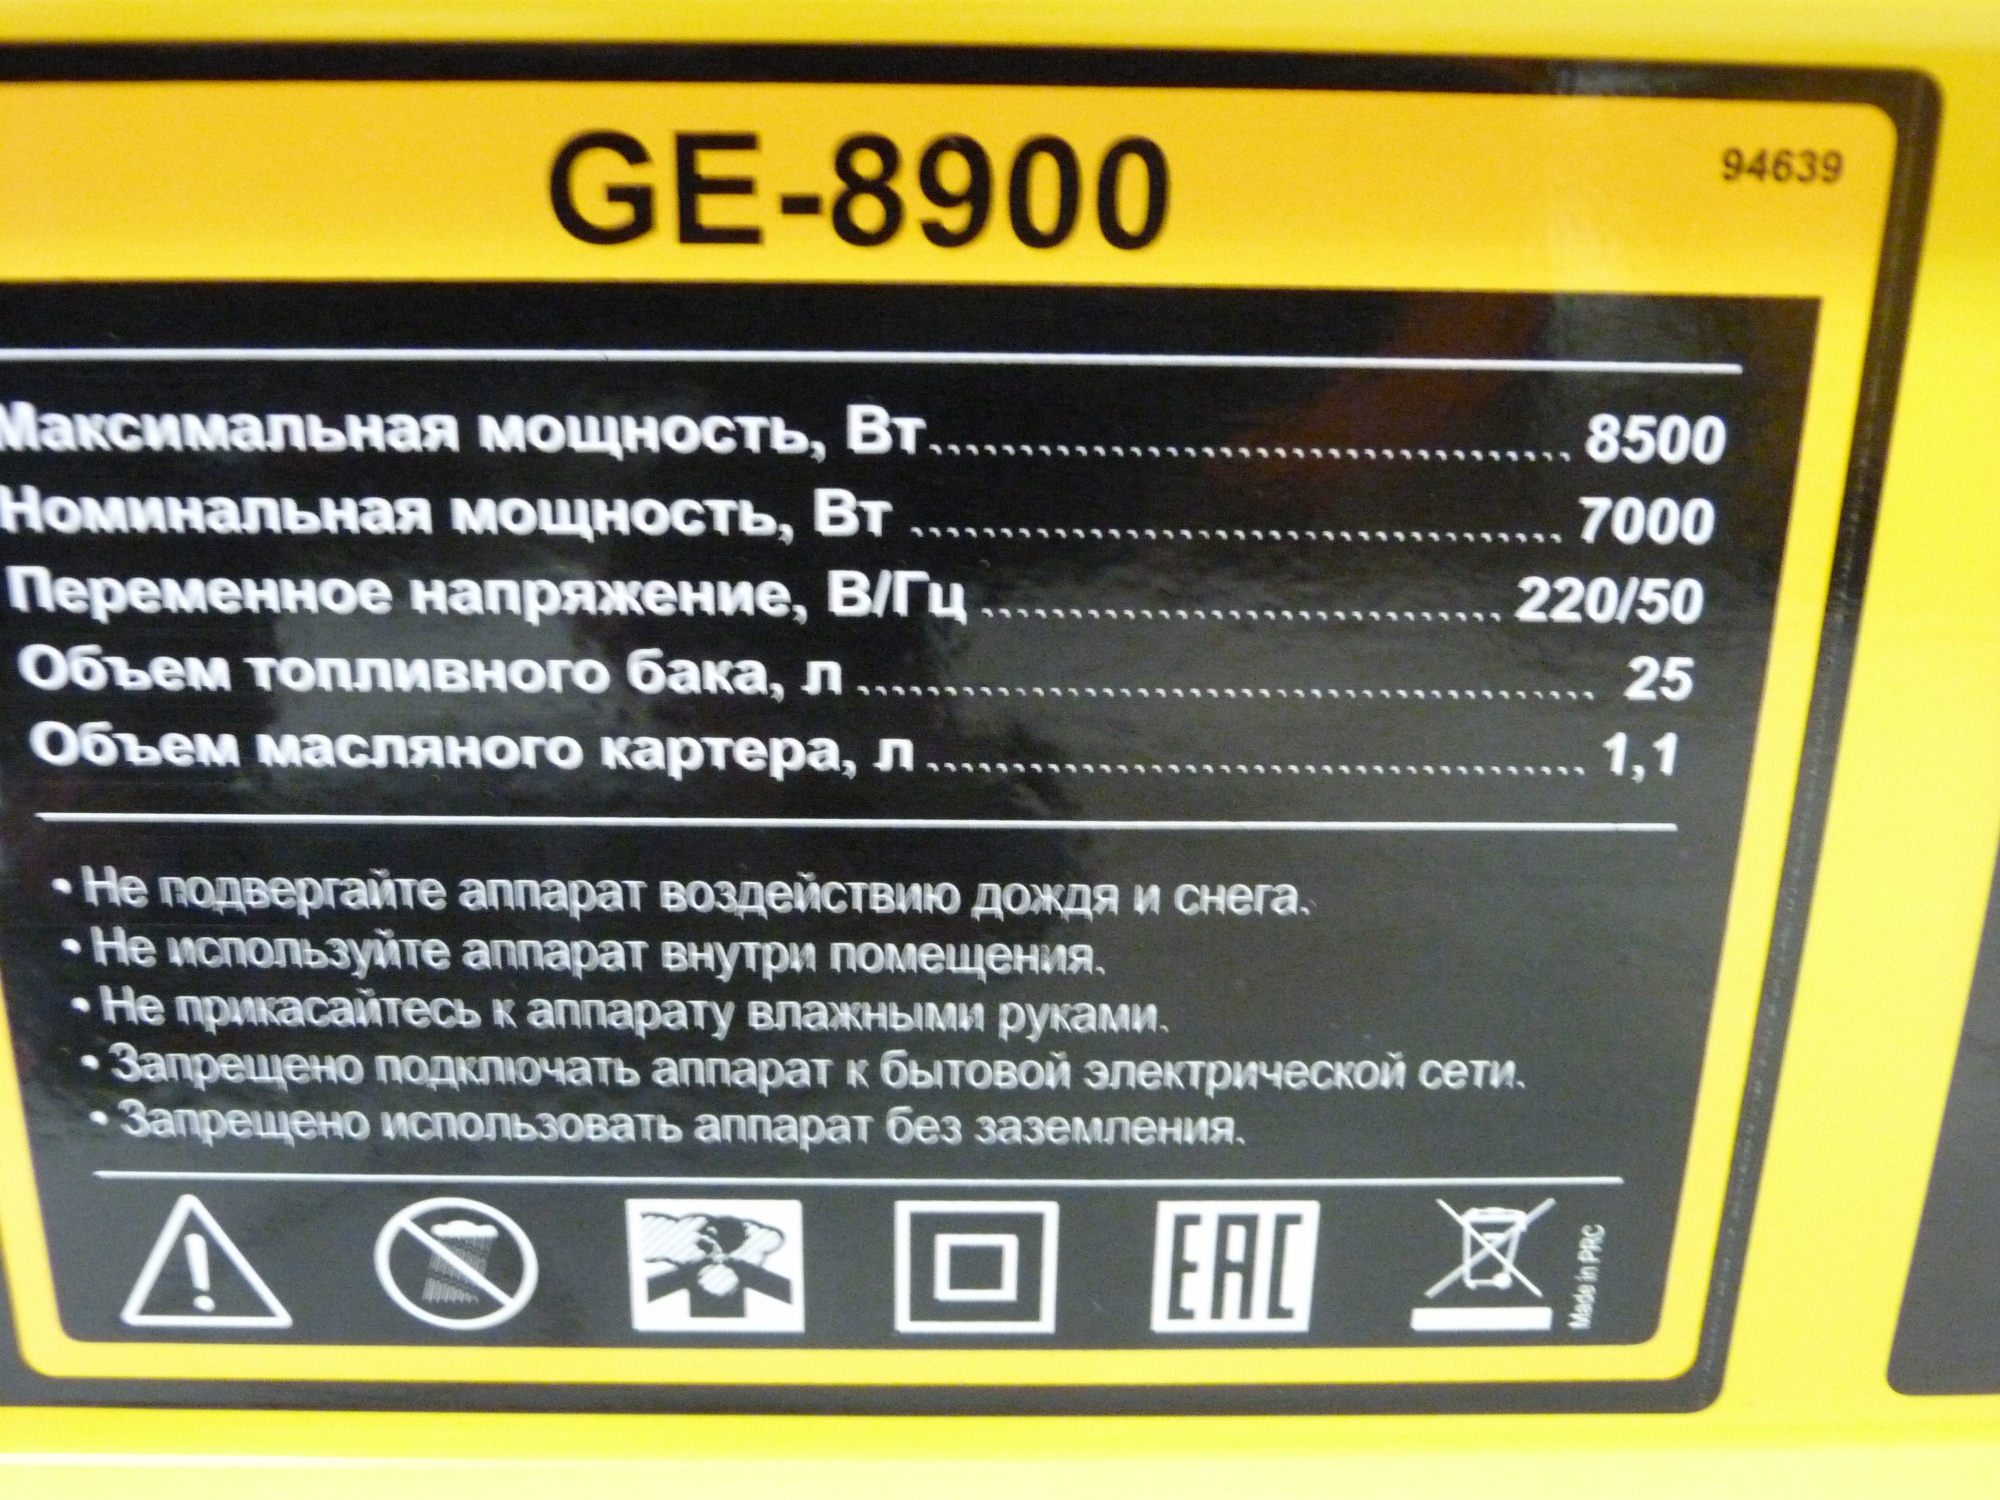 GE-8900
94639
Максимальная мощность, Вт........................................ 8500
Номинальная мощность, Вт ........................................ 7000
Переменное напряжение, В/Гц ................................ 220/50
Объем топливного бака, л ............................................. 25
Объем масляного картера, л ........................................ 1,1
• Не подвергайте аппарат воздействию дождя и снега.
• Не используйте аппарат внутри помещения.
• Не прикасайтесь к аппарату влажными руками.
• Запрещено подключать аппарат к бытовой электрической сети.
• Запрещено использовать аппарат без заземления.
EAC
Made in PRC